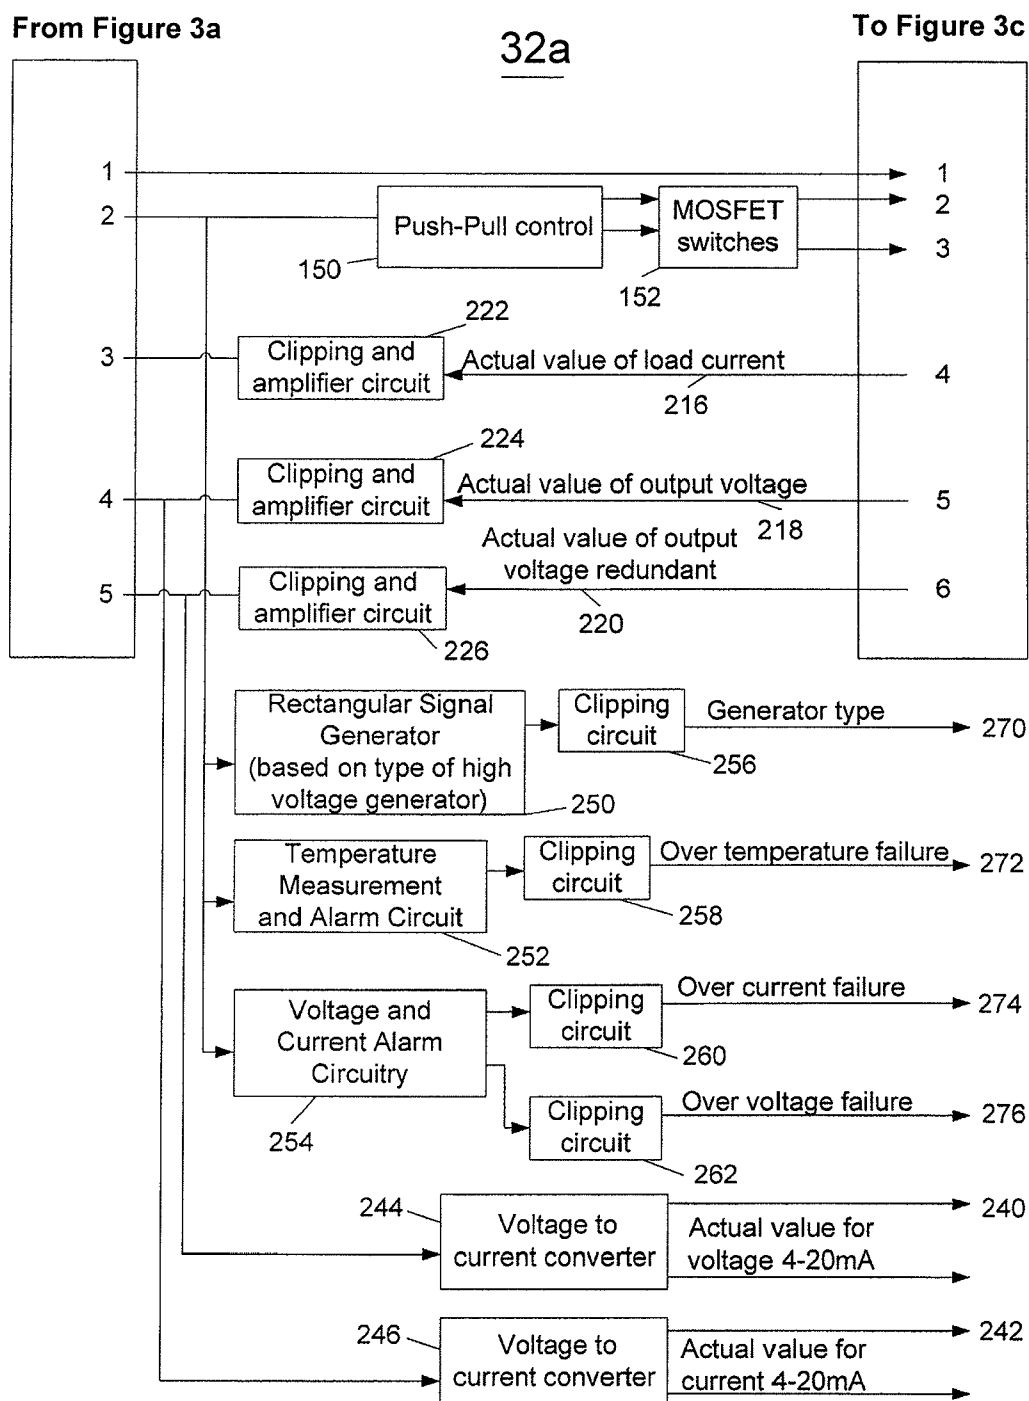 From Figure 3a
32a
To Figure 3c
1
1
2
Push-Pull control
150
MOSFET
switches
152
2
3
222
3
Clipping and
amplifier circuit
Actual value of load current
216
4
224
4
Clipping and
amplifier circuit
Actual value of output voltage
218
5
Actual value of output
voltage redundant
5
Clipping and
amplifier circuit
226
220
6
Rectangular Signal
Generator
(based on type of high
voltage generator)
250
Clipping
circuit
256
Generator type
270
Temperature
Measurement
and Alarm Circuit
252
Clipping
circuit
258
Over temperature failure
272
Voltage and
Current Alarm
Circuitry
254
Clipping
circuit
260
Over current failure
274
Clipping
circuit
262
Over voltage failure
276
244
Voltage to
current converter
240
Actual value for
voltage 4-20mA
246
Voltage to
current converter
242
Actual value for
current 4-20mA